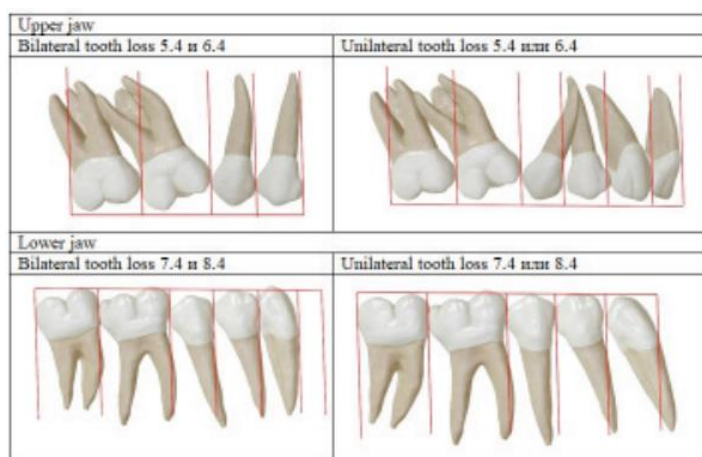 Upper jaw
Bilateral tooth loss 5.4 и 6.4
Unilateral tooth loss 5.4 или 6.4
Lower jaw
Bilateral tooth loss 7.4 и 8.4
Unilateral tooth loss 7.4 или 8.4